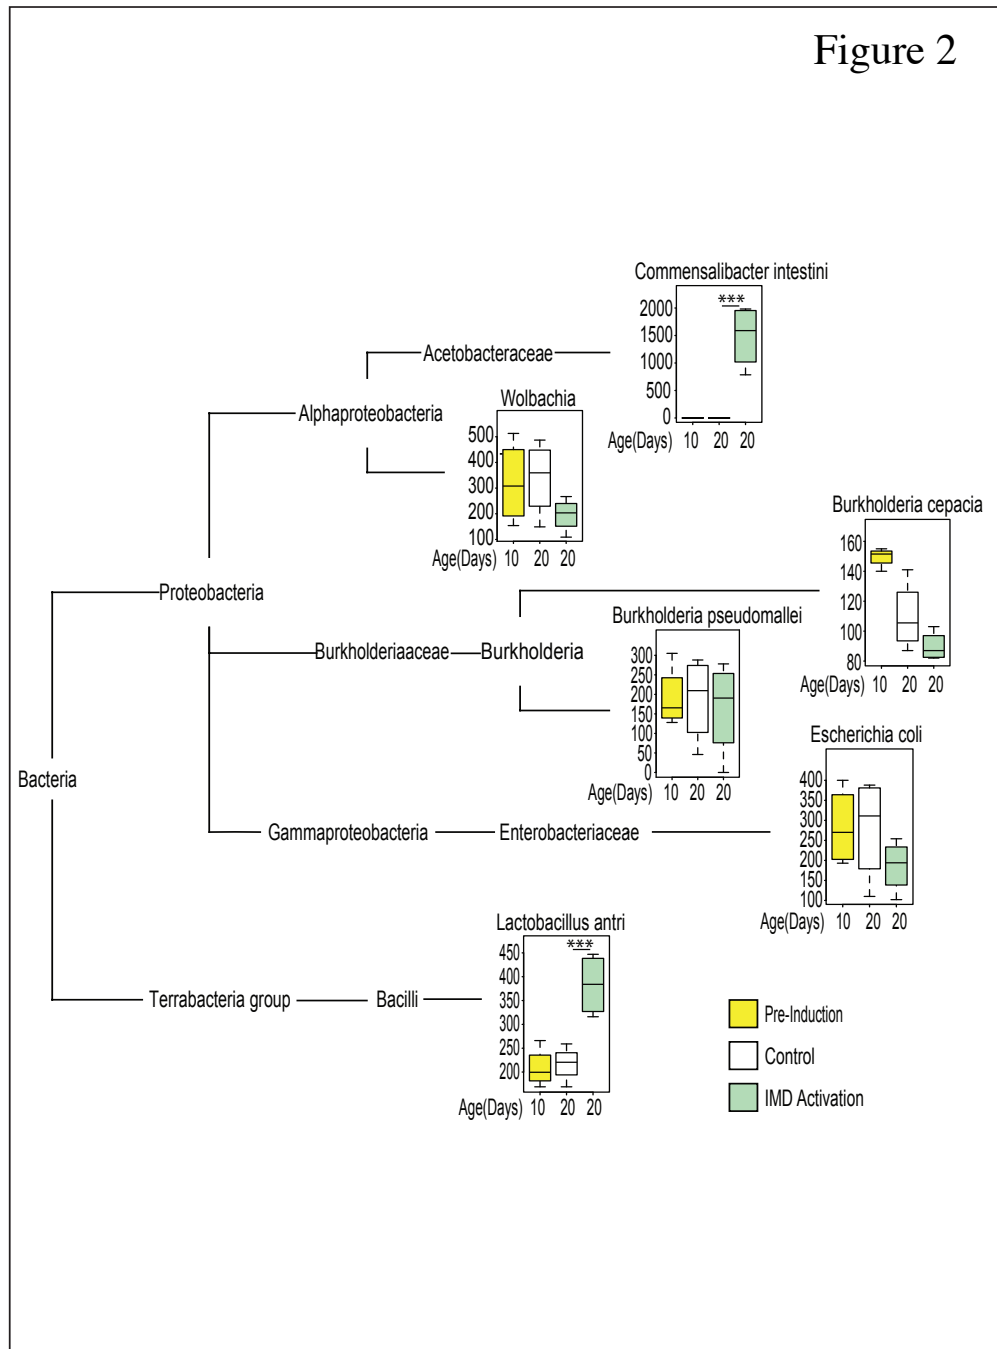 Figure 2
Commensalibacter intestini
***
2000
1500
1000
500
0
Age(Days) 10 20 20
Acetobacteraceae
Alphaproteobacteria
Wolbachia
500
400
300
200
100
Age(Days) 10 20 20
Burkholderia cepacia
160
140
120
100
80
Age(Days) 10 20 20
Proteobacteria
Burkholderiaaceae
Burkholderia
Burkholderia pseudomallei
300
250
200
150
100
50
0
Age(Days) 10 20 20
Escherichia coli
400
350
300
250
200
150
100
Age(Days) 10 20 20
Bacteria
Gammaproteobacteria
Enterobacteriaceae
Lactobacillus antri
***
450
400
350
300
250
200
Age(Days) 10 20 20
Terrabacteria group
Bacilli
Pre-Induction
Control
IMD Activation